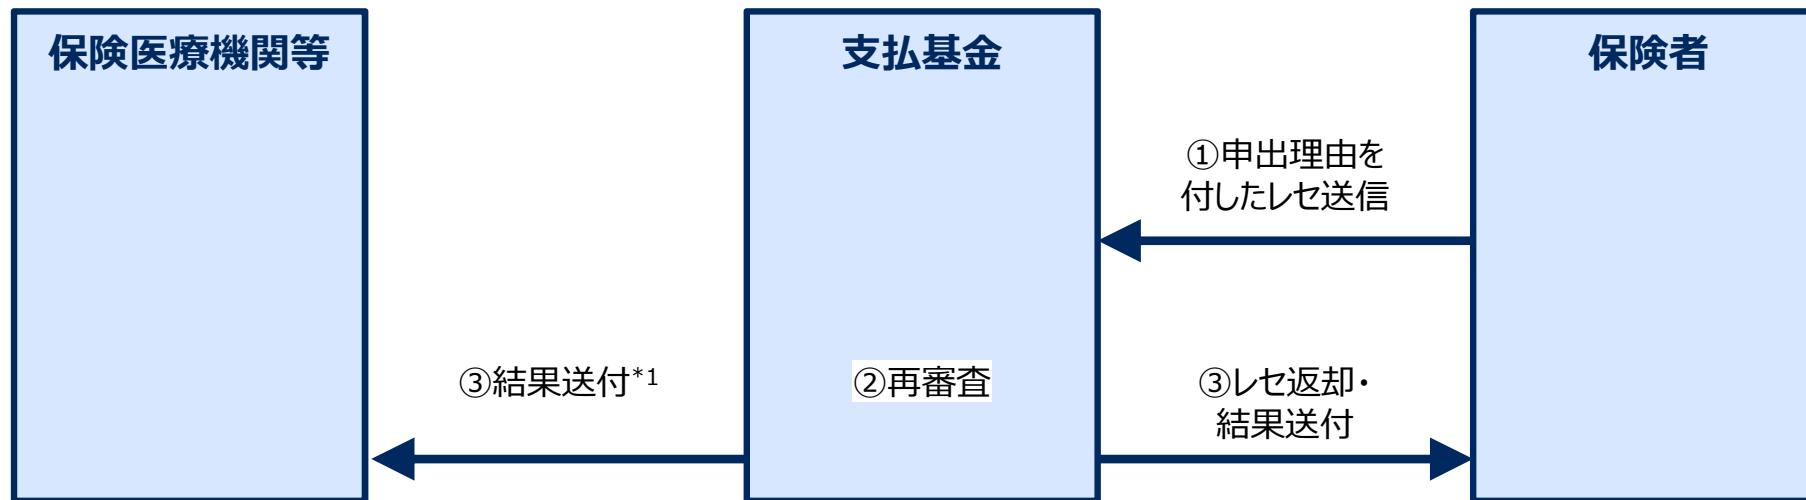 保険医療機関等
支払基金
保険者
①申出理由を
付したレセ送信
③結果送付*1
②再審査
③レセ返却・
結果送付